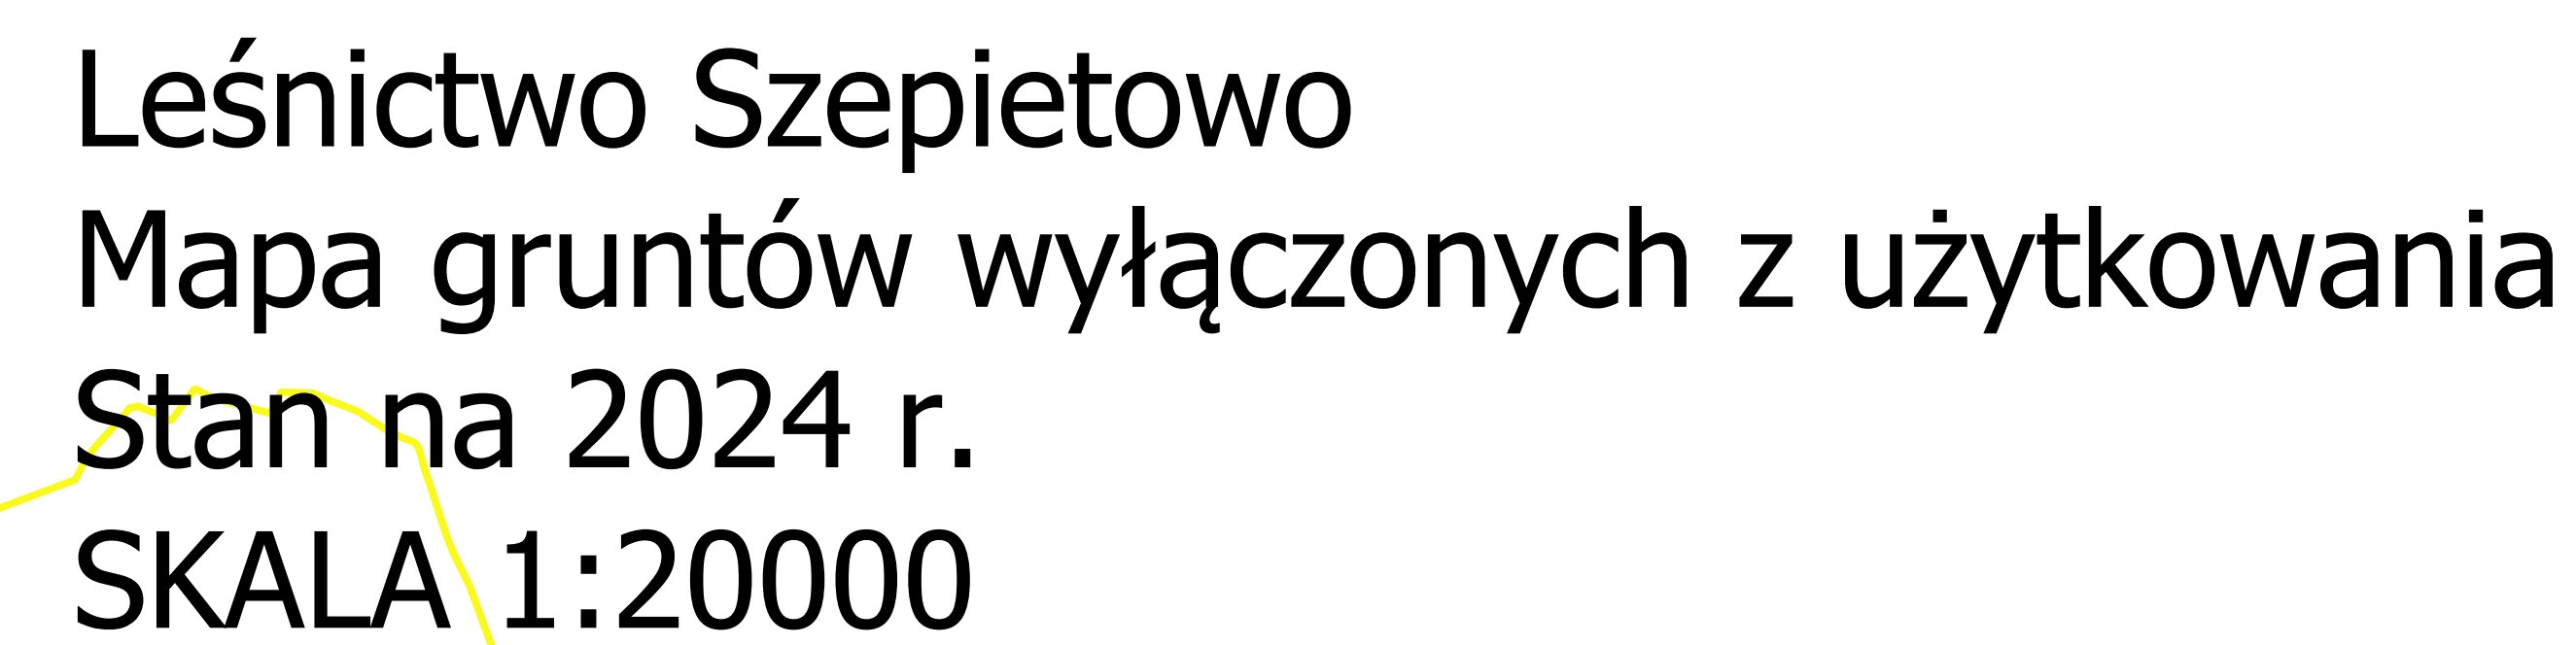 Leśnictwo Szepietowo
Mapa gruntów wyłączonych z użytkowania
Stan na 2024 r.
SKALA 1:20000